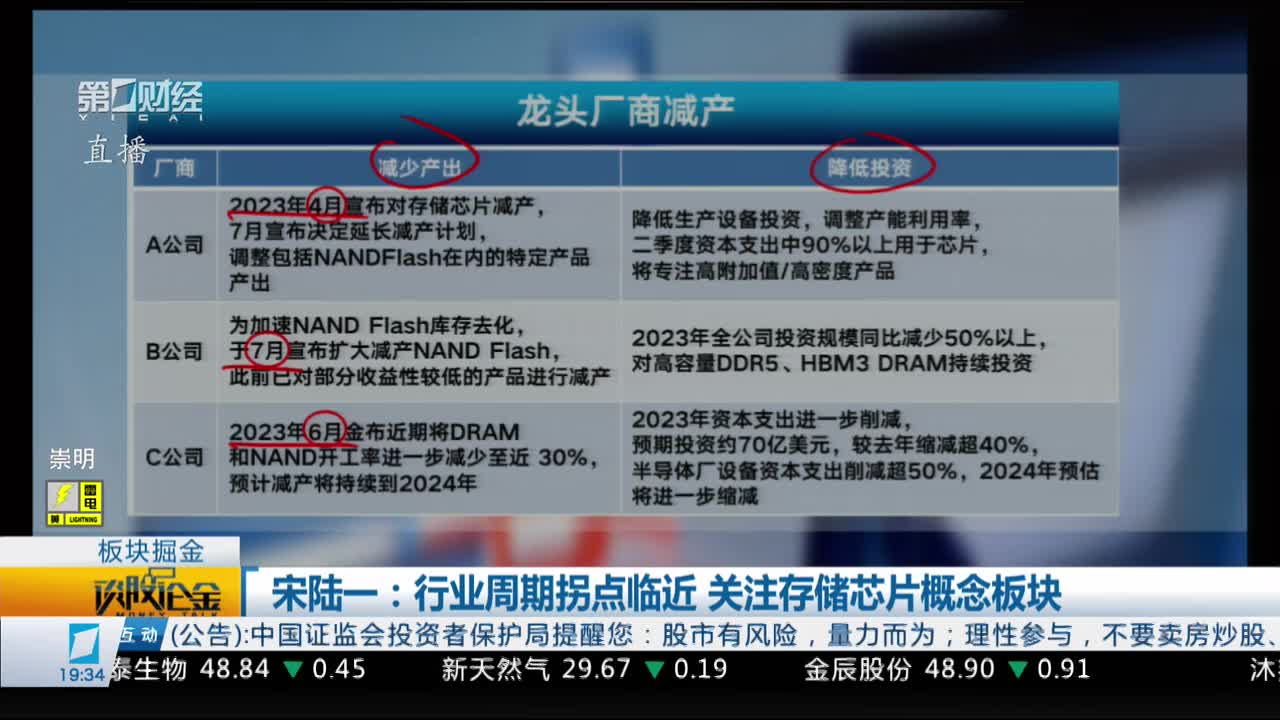 第1财经
YICAI
直播
龙头厂商减产
厂商
减少产出
降低投资
A公司
2023年4月宣布对存储芯片减产，
7月宣布决定延长减产计划，
调整包括NANDFlash在内的特定产品
产出
降低生产设备投资，调整产能利用率，
二季度资本支出中90%以上用于芯片，
将专注高附加值/高密度产品
B公司
为加速NAND Flash库存去化，
于7月宣布扩大减产NAND Flash，
此前已对部分收益性较低的产品进行减产
2023年全公司投资规模同比减少50%以上，
对高容量DDR5、HBM3 DRAM持续投资
C公司
2023年6月金布近期将DRAM
和NAND开工率进一步减少至近 30%，
预计减产将持续到2024年
2023年资本支出进一步削减，
预期投资约70亿美元，较去年缩减超40%，
半导体厂设备资本支出削减超50%，2024年预估
将进一步缩减
崇明
雷电
黄 LIGHTNING
板块掘金
谈股论金
MONEY TALK
宋陆一：行业周期拐点临近 关注存储芯片概念板块
互动
(公告):中国证监会投资者保护局提醒您：股市有风险，量力而为；理性参与，不要卖房炒股、
19:34
泰生物 48.84 ▼ 0.45 新天然气 29.67 ▼ 0.19 金辰股份 48.90 ▼ 0.91 沐